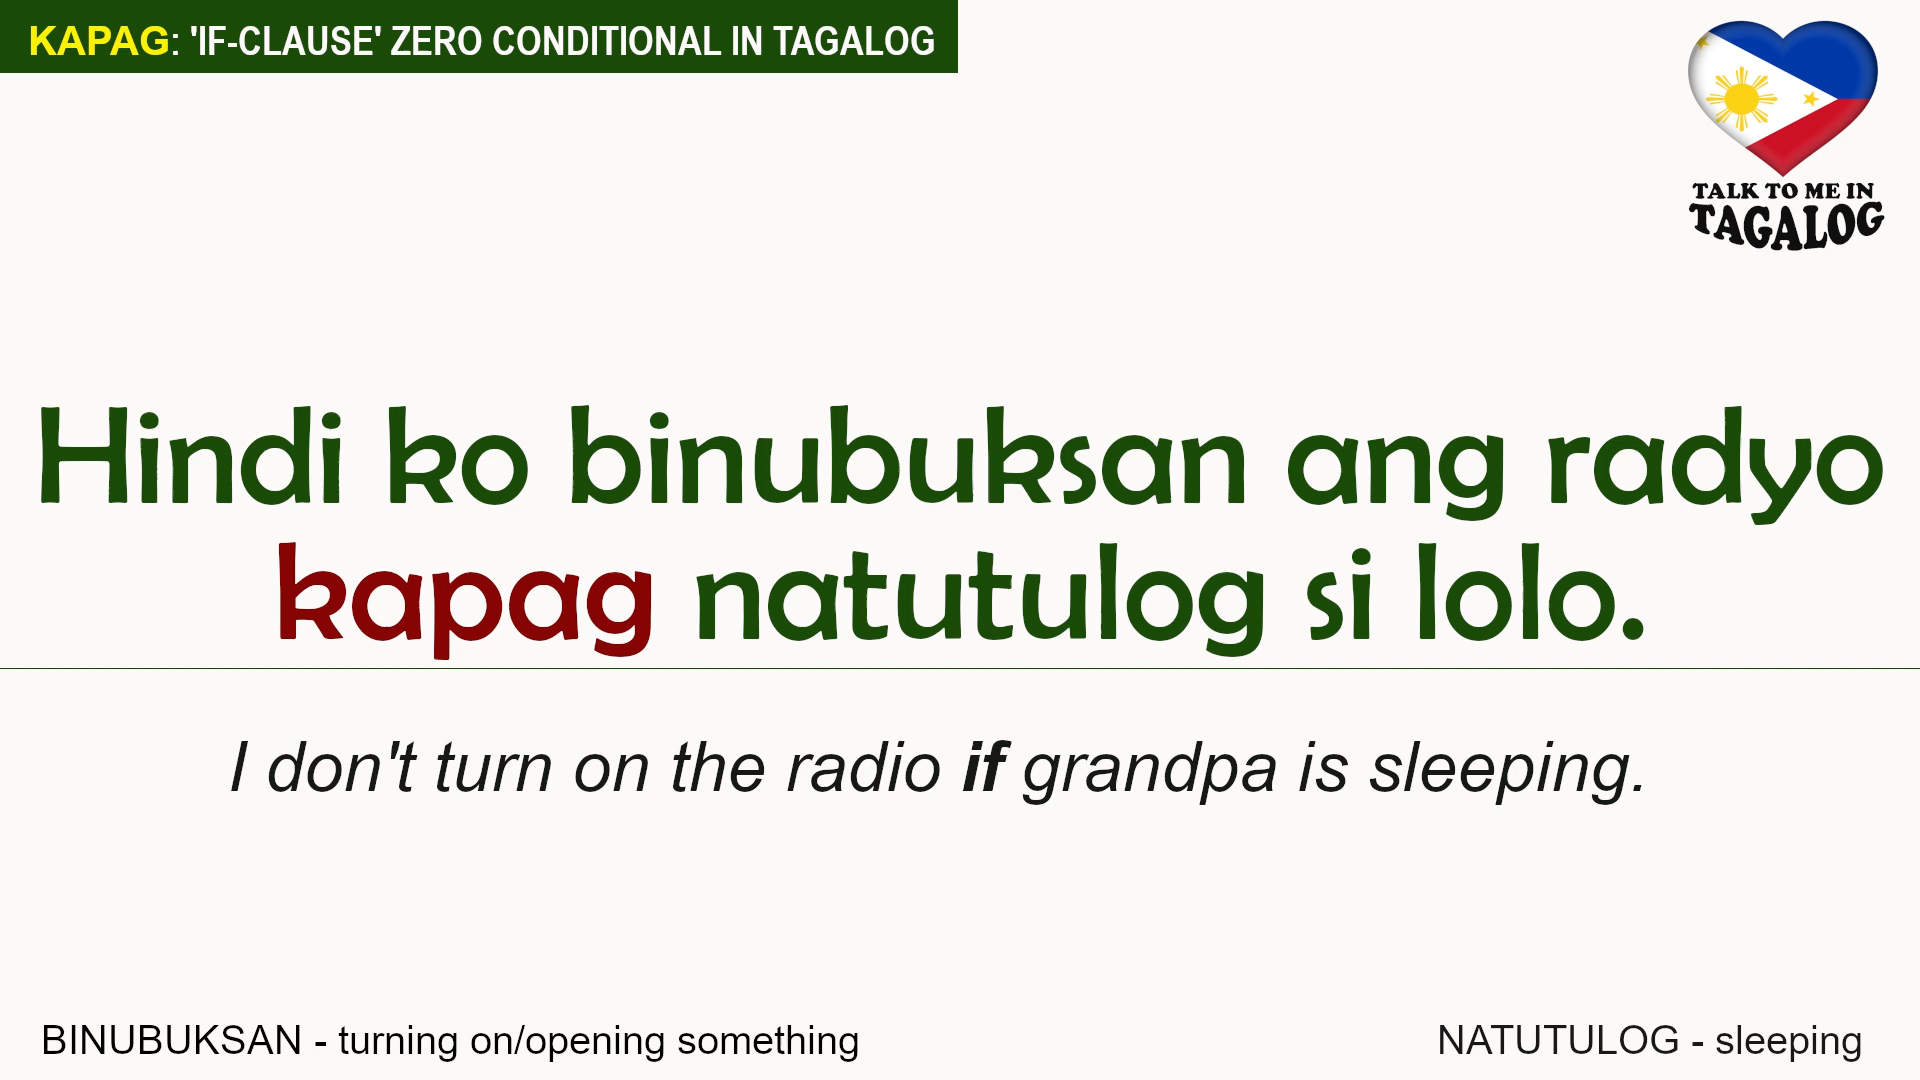 KAPAG: 'IF-CLAUSE' ZERO CONDITIONAL IN TAGALOG
TALK TO ME IN
TAGALOG
Hindi ko binubuksan ang radyo
kapag natutulog si lolo.
I don't turn on the radio if grandpa is sleeping.
BINUBUKSAN - turning on/opening something
NATUTULOG - sleeping